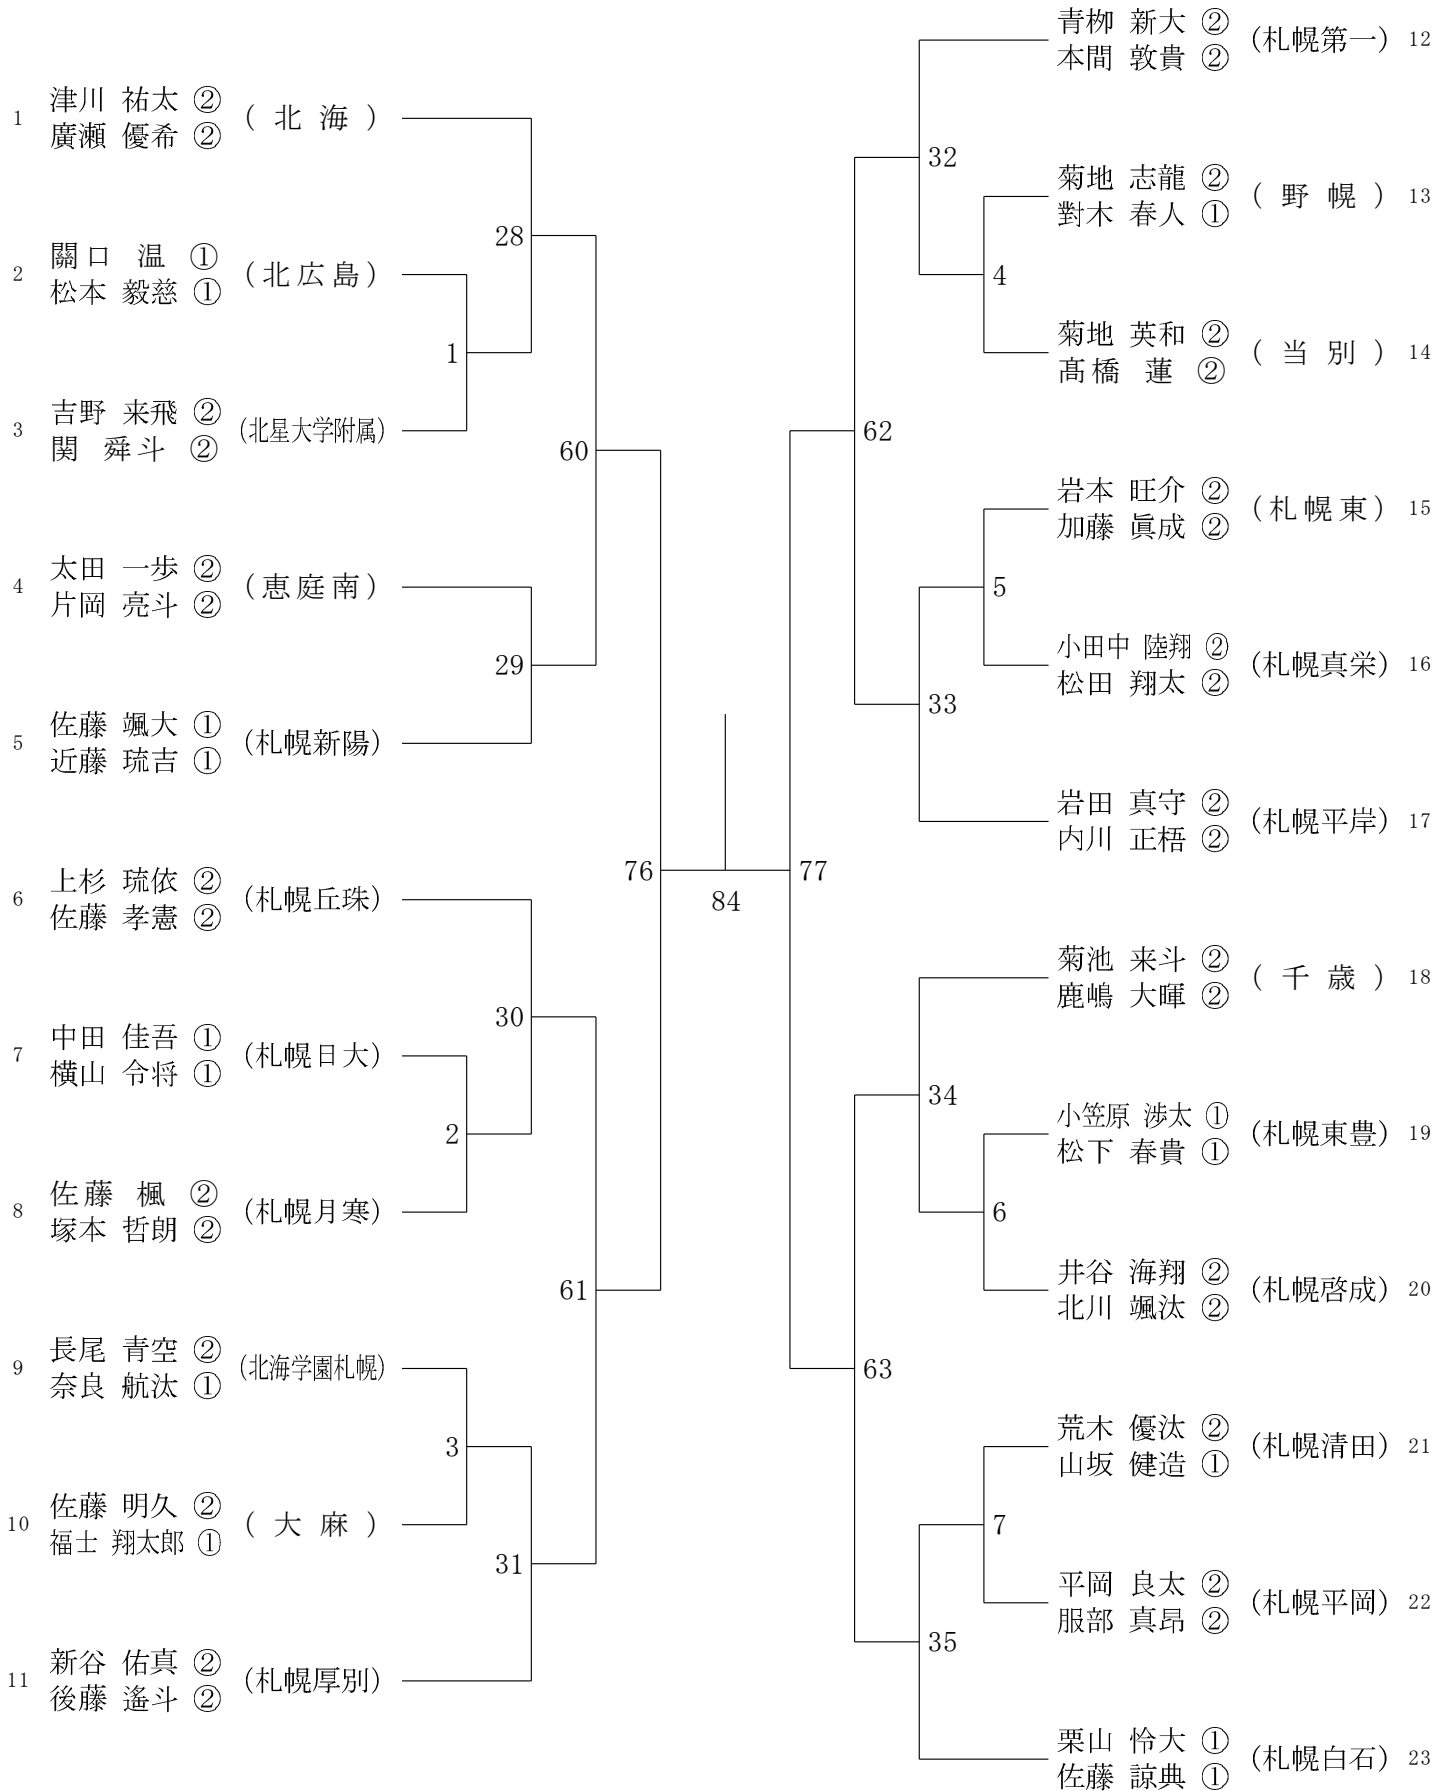 1 津川 祐太 ② (北海)
廣瀬 優希 ②
28
2 關口 温 ① (北広島)
松本 毅慈 ①
1
3 吉野 来飛 ② (北星大学附属)
関 舜斗 ②
60
4 太田 一歩 ② (恵庭南)
片岡 亮斗 ②
29
5 佐藤 颯大 ① (札幌新陽)
近藤 琉吉 ①
76
6 上杉 琉依 ② (札幌丘珠)
佐藤 孝憲 ②
30
7 中田 佳吾 ① (札幌日大)
横山 令将 ①
2
8 佐藤 楓 ② (札幌月寒)
塚本 哲朗 ②
61
9 長尾 青空 ② (北海学園札幌)
奈良 航汰 ①
3
10 佐藤 明久 ② (大麻)
福士 翔太郎 ①
31
11 新谷 佑真 ② (札幌厚別)
後藤 遙斗 ②
84
青栁 新大 ② (札幌第一) 12
本間 敦貴 ②
32
菊地 志龍 ② (野幌) 13
對木 春人 ①
4
菊地 英和 ② (当別) 14
髙橋 蓮 ②
62
岩本 旺介 ② (札幌東) 15
加藤 眞成 ②
5
小田中 陸翔 ② (札幌真栄) 16
松田 翔太 ②
33
岩田 真守 ② (札幌平岸) 17
内川 正梧 ②
77
菊池 来斗 ② (千歳) 18
鹿嶋 大暉 ②
34
小笠原 渉太 ① (札幌東豊) 19
松下 春貴 ①
6
井谷 海翔 ② (札幌啓成) 20
北川 颯汰 ②
63
荒木 優汰 ② (札幌清田) 21
山坂 健造 ①
7
平岡 良太 ② (札幌平岡) 22
服部 真昂 ②
35
栗山 怜大 ① (札幌白石) 23
佐藤 諒典 ①